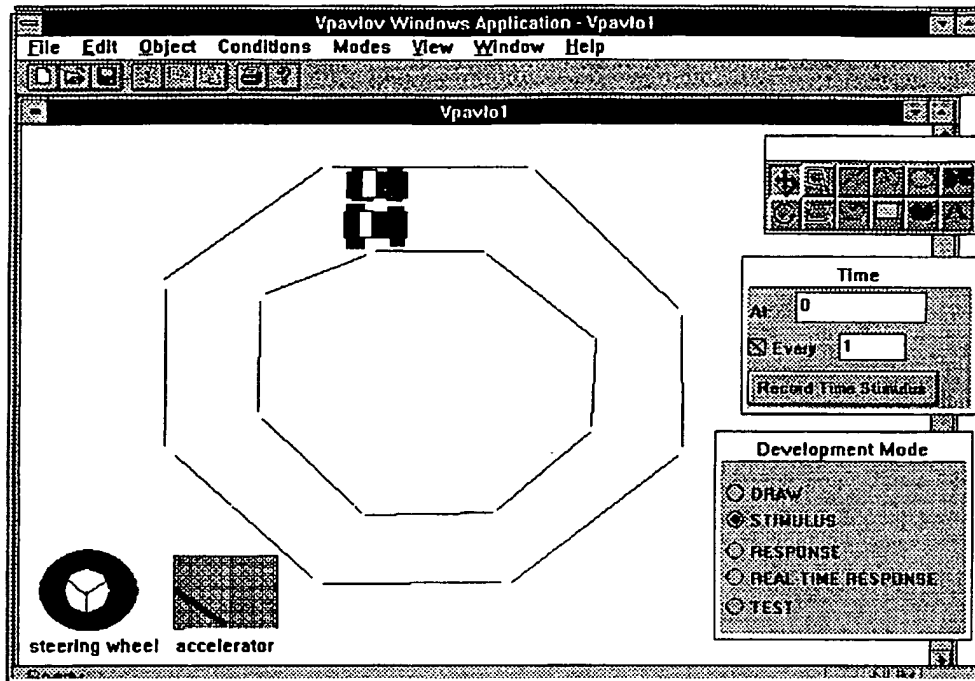 Vpavlov Windows Application - Vpavlo1
File Edit Object Conditions Modes View Window Help
Vpavlo1
Time
At 0
Every 1
Record Time Stimulus
Development Mode
DRAW
STIMULUS
RESPONSE
REAL-TIME RESPONSE
TEST
steering wheel accelerator